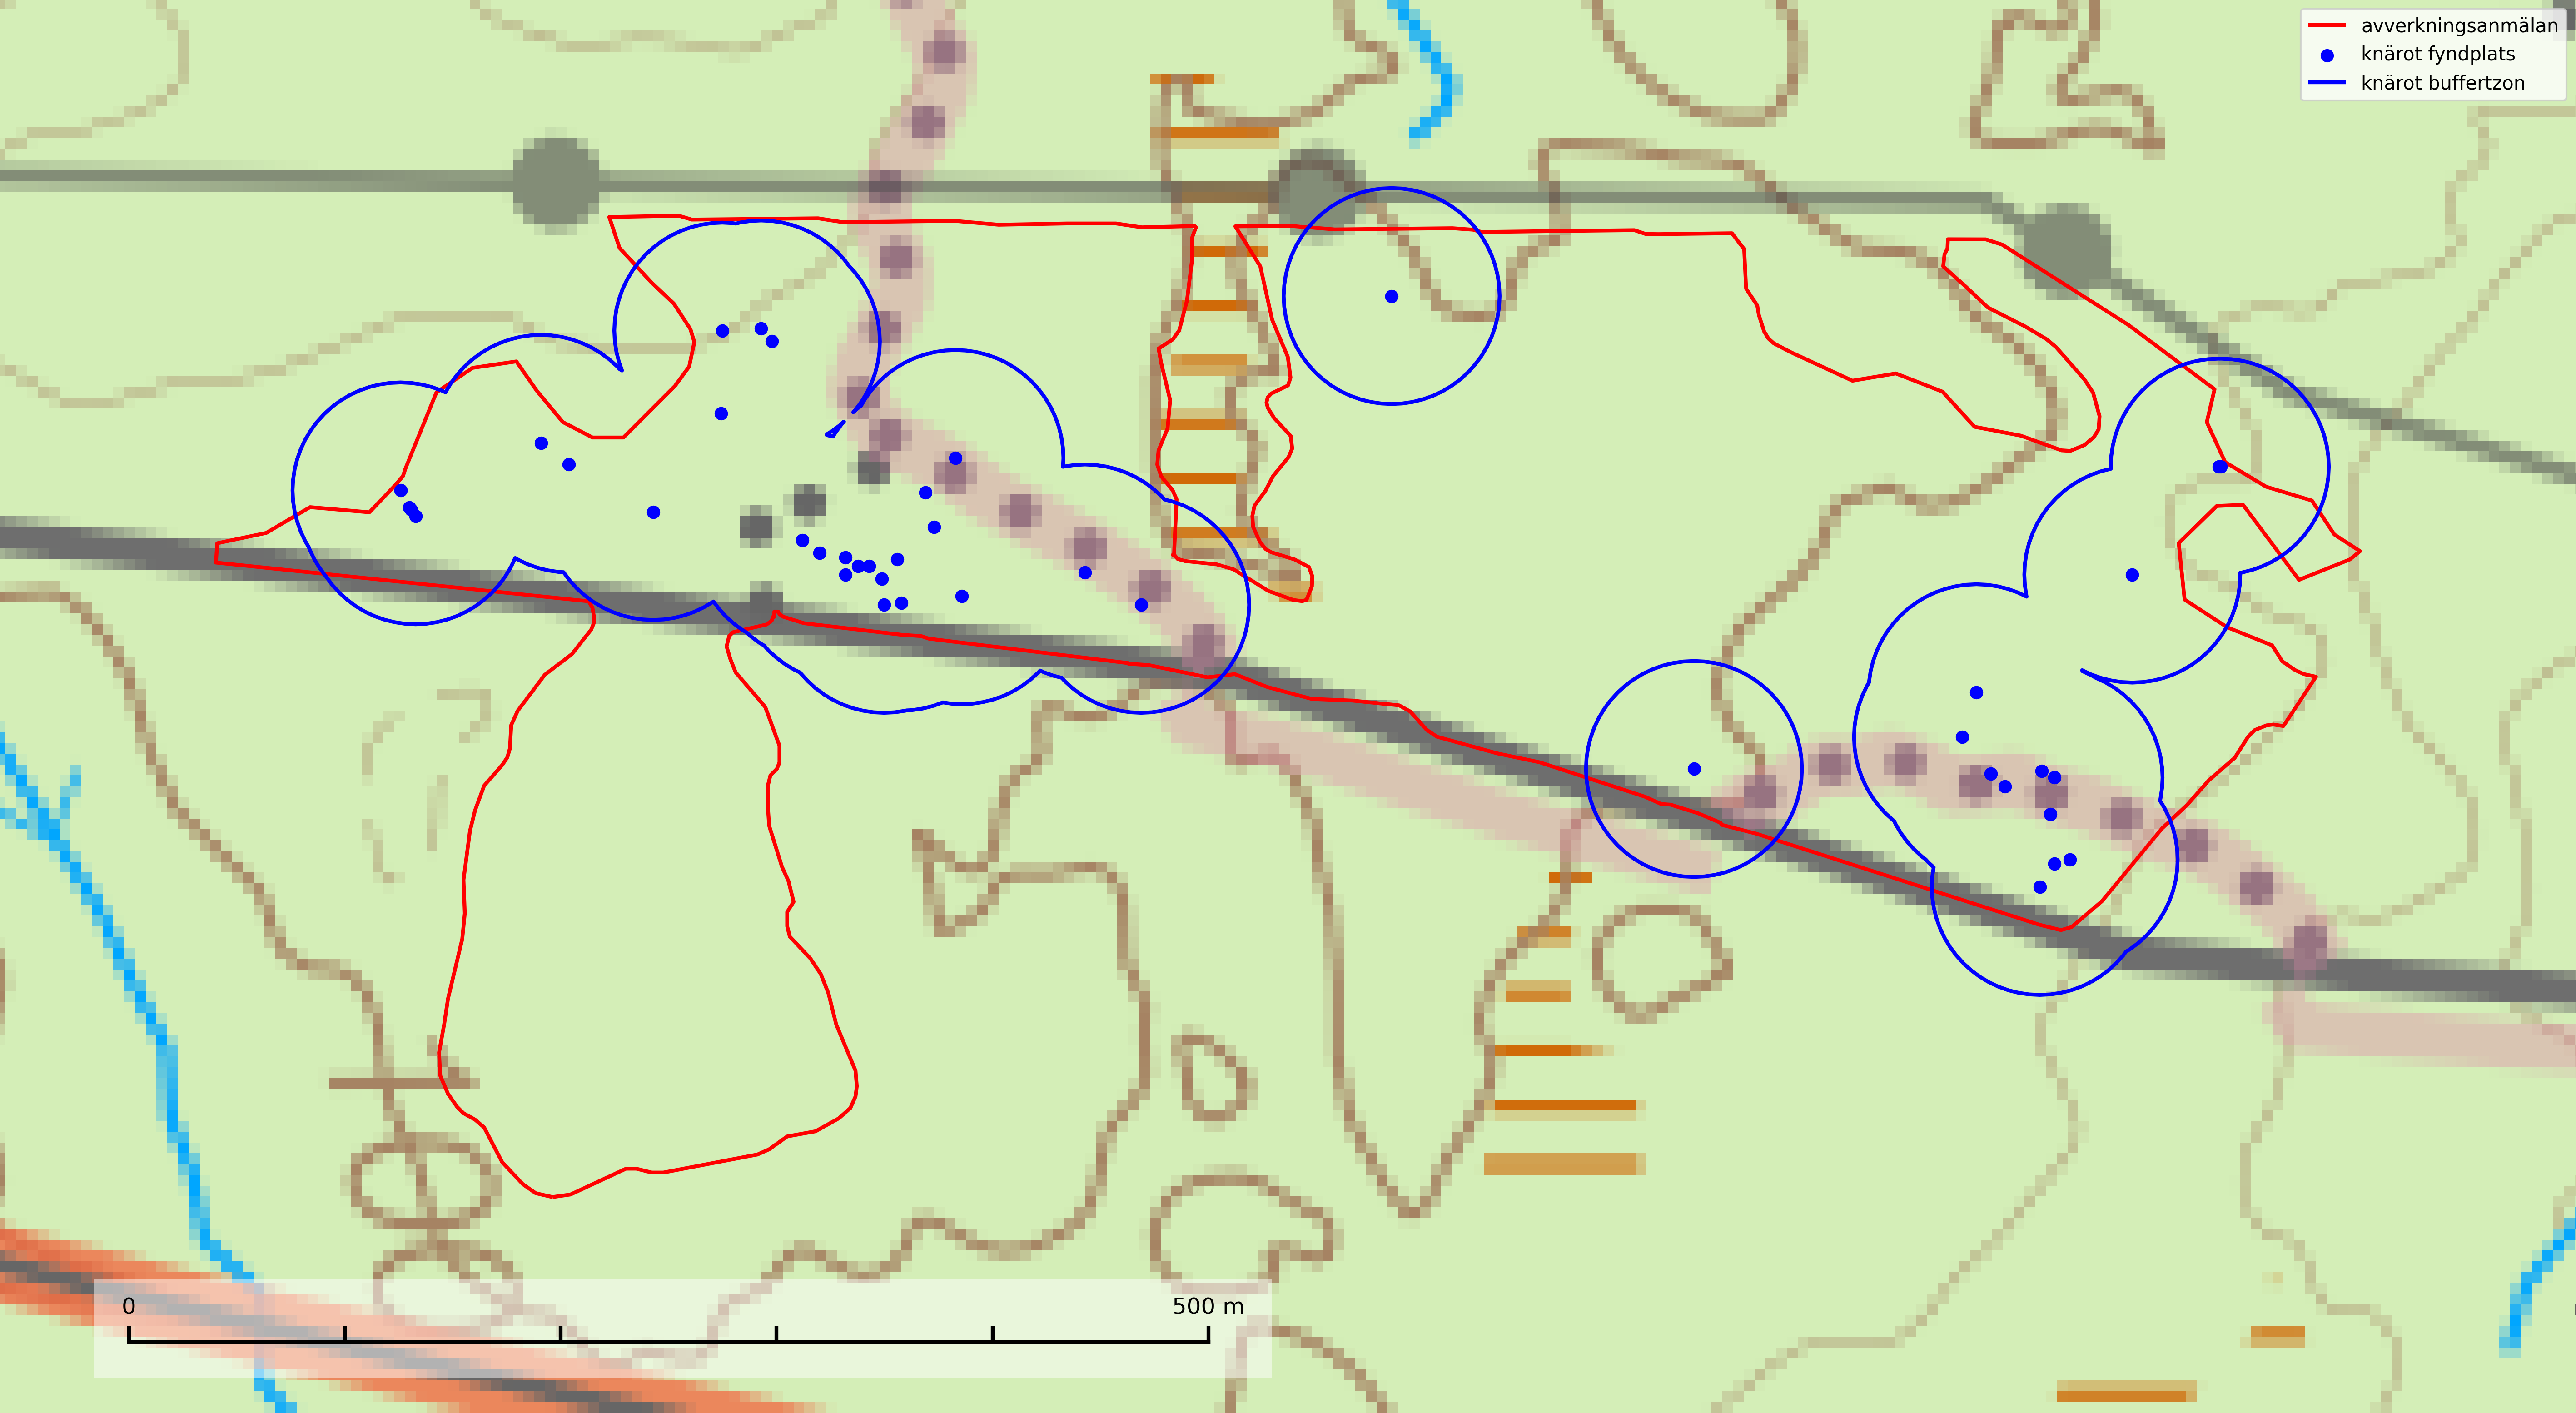 avverkningsanmälan
knärot fyndplats
knärot buffertzon
0 500 m